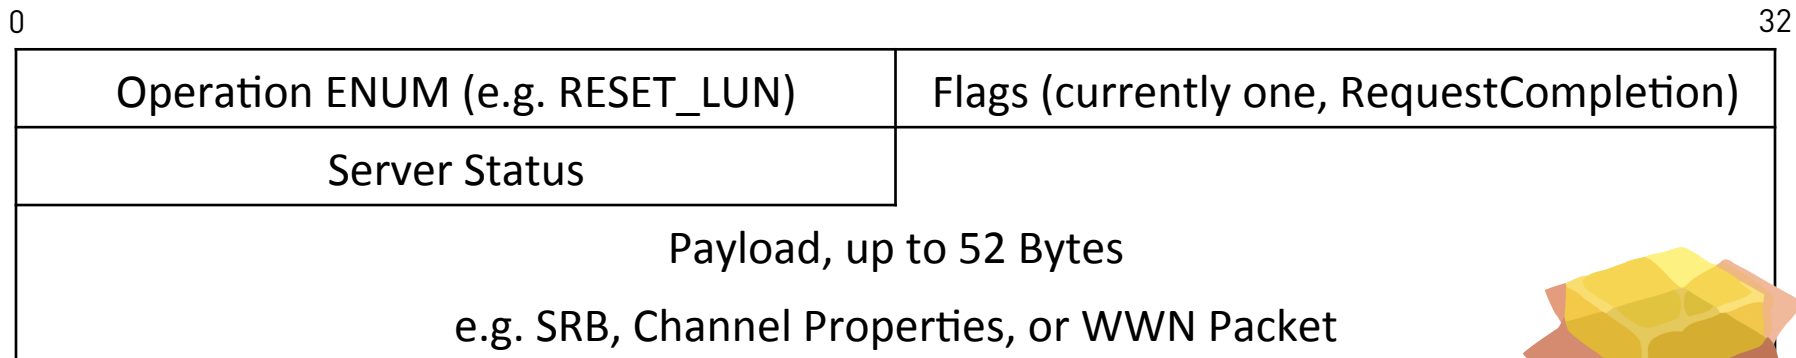 0 32
Operation ENUM (e.g. RESET_LUN) Flags (currently one, RequestCompletion)
Server Status
Payload, up to 52 Bytes
e.g. SRB, Channel Properties, or WWN Packet